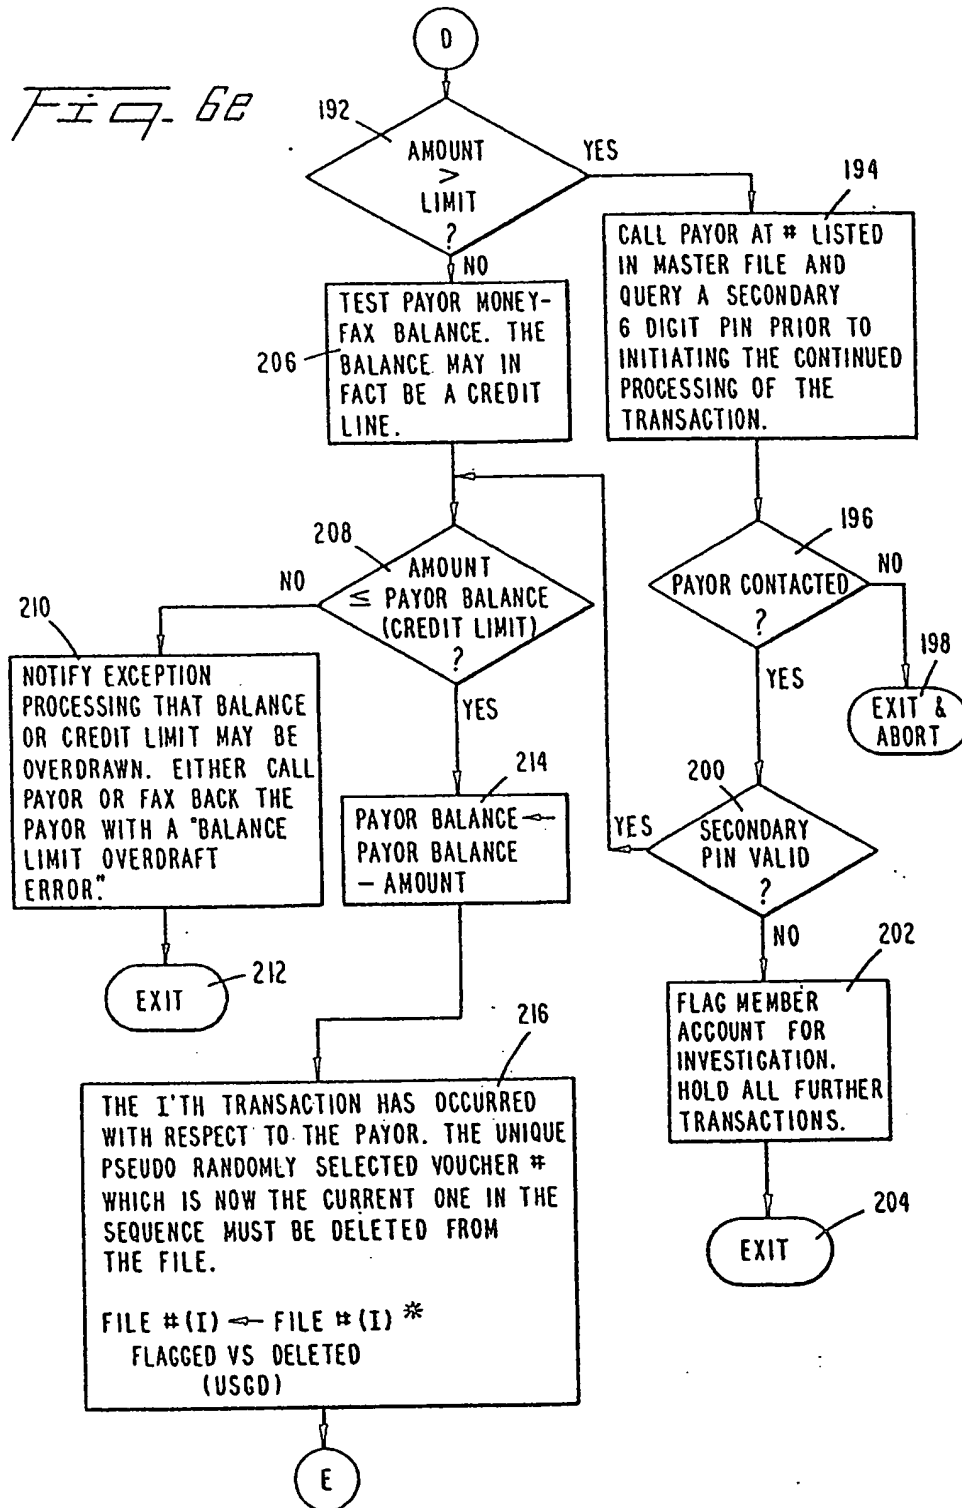 D
Fig. 6e
192
AMOUNT
>
LIMIT
?
YES
NO
194
CALL PAYOR AT # LISTED
IN MASTER FILE AND
QUERY A SECONDARY
6 DIGIT PIN PRIOR TO
INITIATING THE CONTINUED
PROCESSING OF THE
TRANSACTION.
206
TEST PAYOR MONEY-
FAX BALANCE. THE
BALANCE MAY IN
FACT BE A CREDIT
LINE.
196
PAYOR CONTACTED
?
NO
YES
198
EXIT &
ABORT
208
AMOUNT
≤ PAYOR BALANCE
(CREDIT LIMIT)
?
NO
YES
210
NOTIFY EXCEPTION
PROCESSING THAT BALANCE
OR CREDIT LIMIT MAY BE
OVERDRAWN. EITHER CALL
PAYOR OR FAX BACK THE
PAYOR WITH A "BALANCE
LIMIT OVERDRAFT
ERROR".
212
EXIT
214
PAYOR BALANCE ←
PAYOR BALANCE
– AMOUNT
200
SECONDARY
PIN VALID
?
YES
NO
202
FLAG MEMBER
ACCOUNT FOR
INVESTIGATION.
HOLD ALL FURTHER
TRANSACTIONS.
204
EXIT
216
THE I'TH TRANSACTION HAS OCCURRED
WITH RESPECT TO THE PAYOR. THE UNIQUE
PSEUDO RANDOMLY SELECTED VOUCHER #
WHICH IS NOW THE CURRENT ONE IN THE
SEQUENCE MUST BE DELETED FROM
THE FILE.
FILE #(I) ← FILE #(I) *
FLAGGED VS DELETED
(USGD)
E